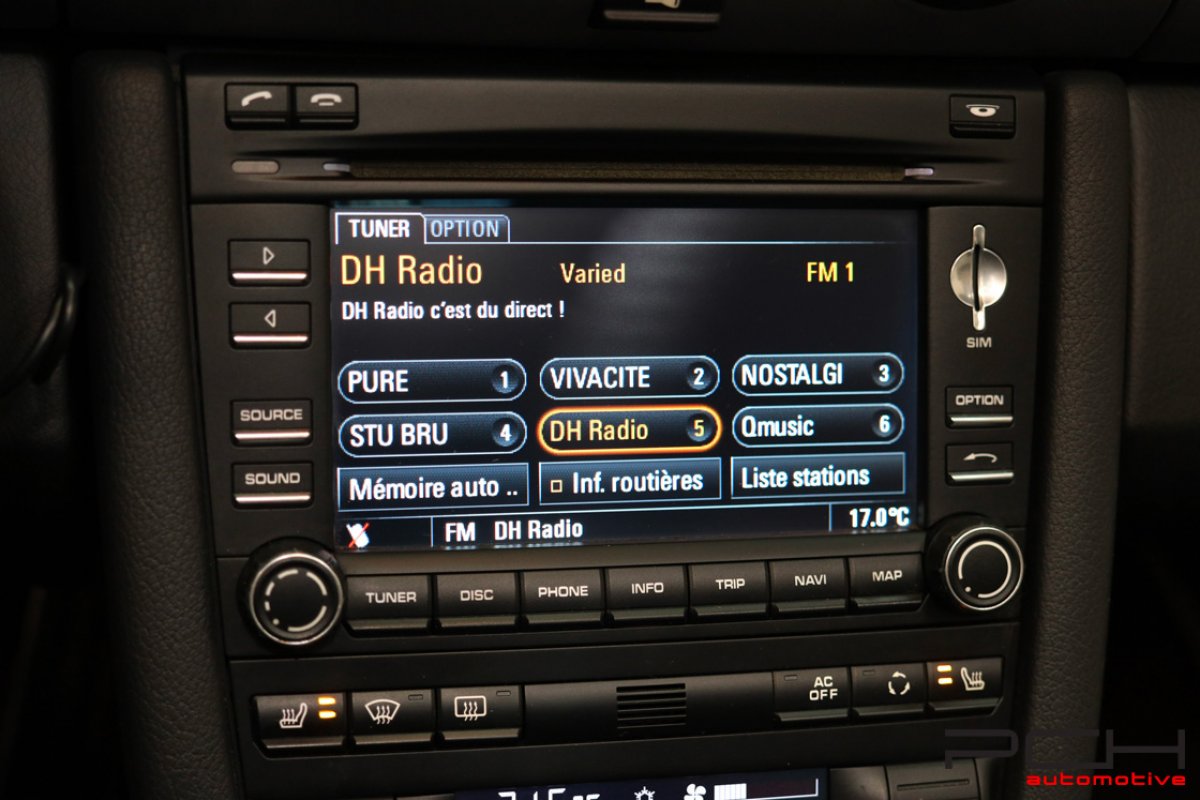 TUNER OPTION
DH Radio Varied FM 1
DH Radio c'est du direct !
PURE 1 VIVACITE 2 NOSTALGI 3
STU BRU 4 DH Radio 5 Qmusic 6
Mémoire auto .. Inf. routières Liste stations
FM DH Radio 17.0°C
SOURCE
SOUND
SIM
OPTION
TUNER DISC PHONE INFO TRIP NAVI MAP
AC
OFF
PCH
automotive